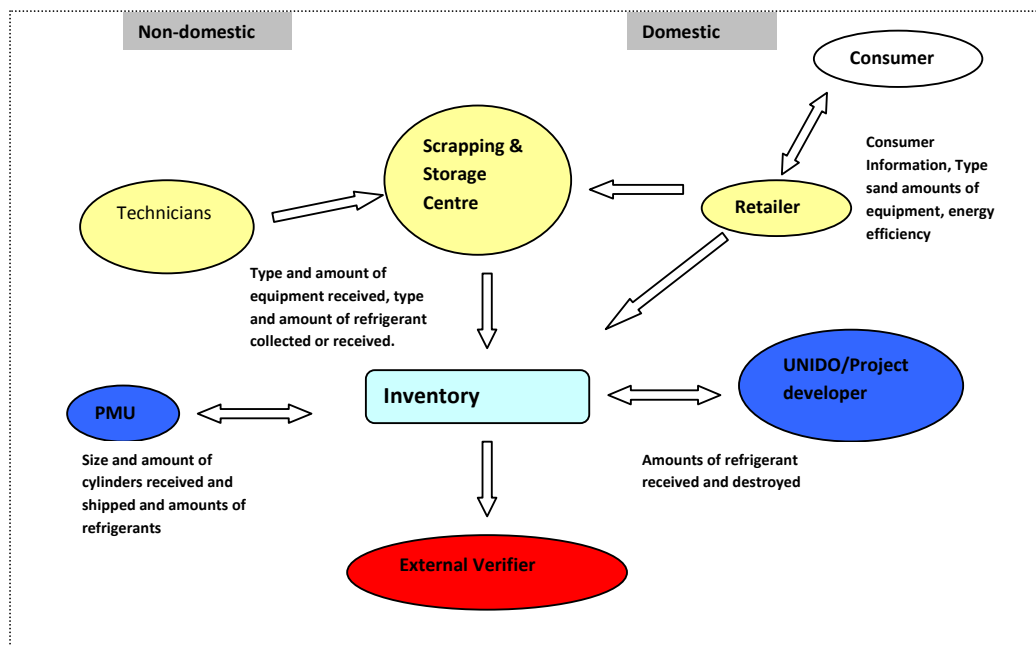 Non-domestic
Domestic
Consumer
Scrapping &
Storage
Centre
Consumer
Information, Type
sand amounts of
equipment, energy
efficiency
Technicians
Retailer
Type and amount of
equipment received, type
and amount of refrigerant
collected or received.
UNIDO/Project
developer
Inventory
PMU
Size and amount of
cylinders received and
shipped and amounts of
refrigerants
Amounts of refrigerant
received and destroyed
External Verifier